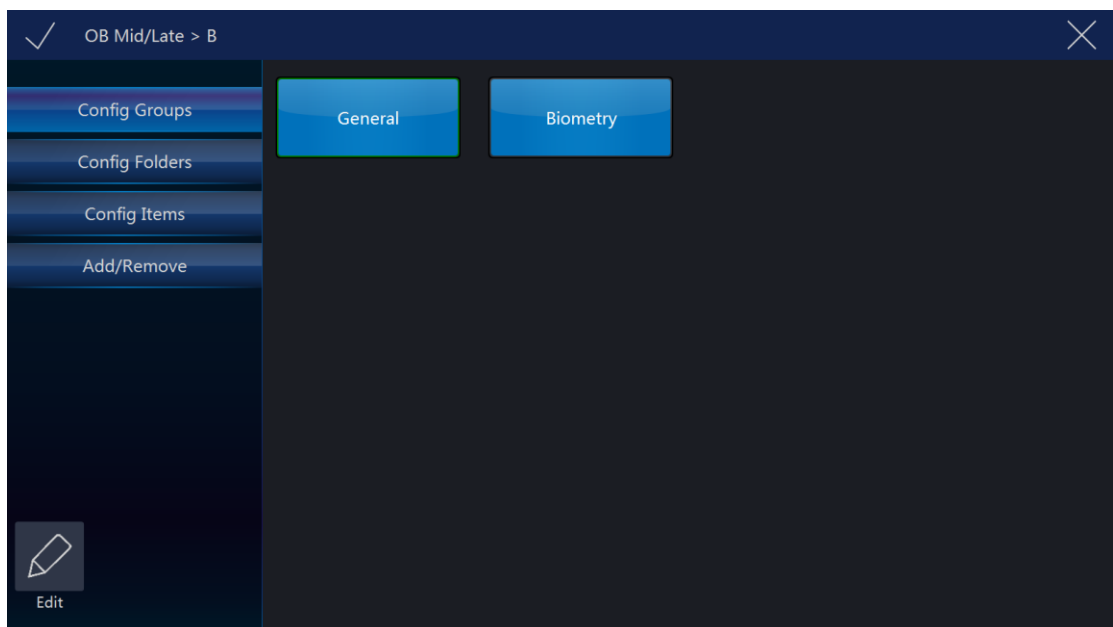 OB Mid/Late > B
Config Groups
Config Folders
Config Items
Add/Remove
General
Biometry
Edit